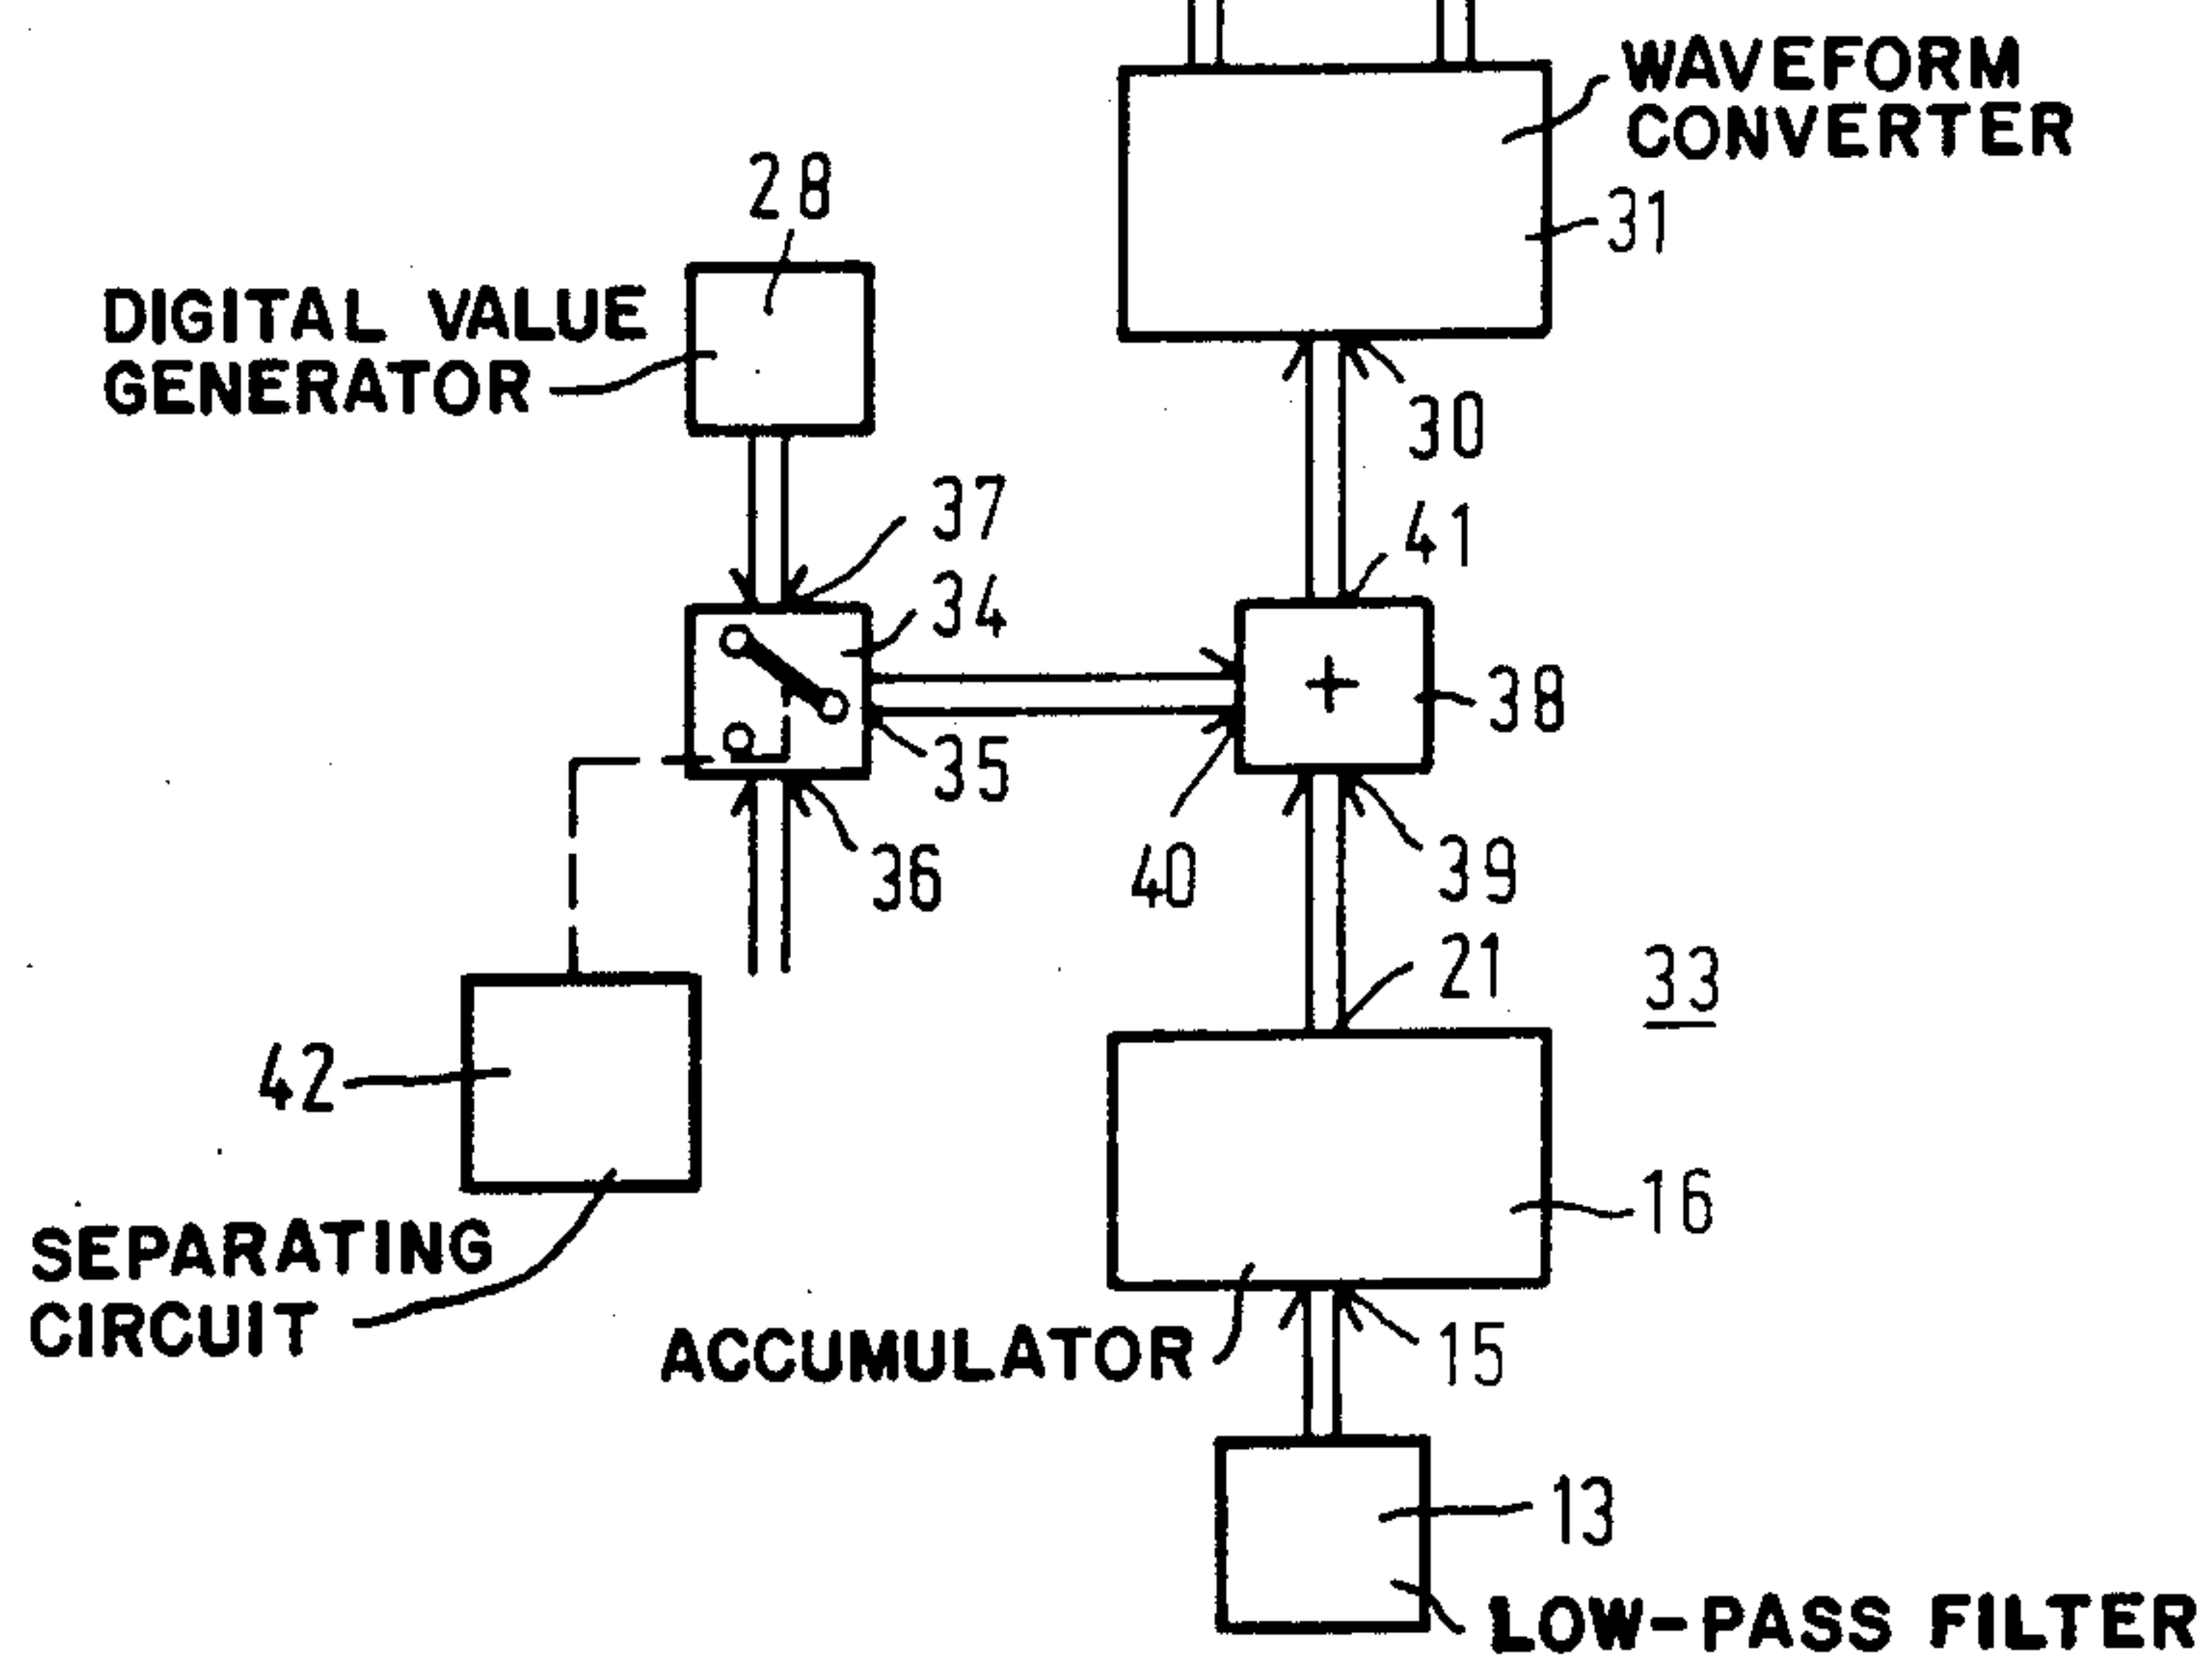 WAVEFORM
CONVERTER
28
31
DIGITAL VALUE
GENERATOR
30
37
41
34
+
38
35
36
40
39
21
33
42
16
SEPARATING
CIRCUIT
ACCUMULATOR
15
13
LOW-PASS FILTER